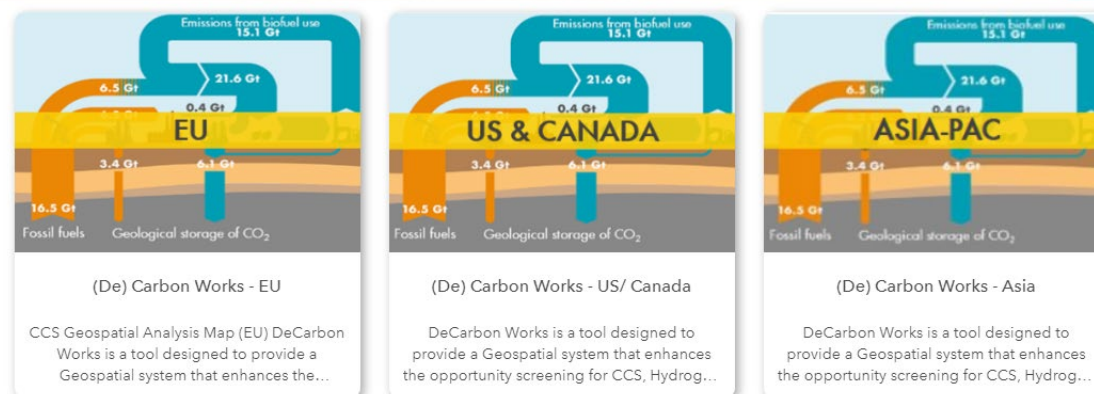 Emissions from biofuel use
15.1 Gt
6.5 Gt
21.6 Gt
0.4 Gt
EU
3.4 Gt
6.1 Gt
16.5 Gt
Fossil fuels
Geological storage of CO₂
(De) Carbon Works - EU
CCS Geospatial Analysis Map (EU) DeCarbon
Works is a tool designed to provide a
Geospatial system that enhances the...
Emissions from biofuel use
15.1 Gt
6.5 Gt
21.6 Gt
0.4 Gt
US & CANADA
3.4 Gt
6.1 Gt
16.5 Gt
Fossil fuels
Geological storage of CO₂
(De) Carbon Works - US/ Canada
DeCarbon Works is a tool designed to
provide a Geospatial system that enhances
the opportunity screening for CCS, Hydrog...
Emissions from biofuel use
15.1 Gt
6.5 Gt
21.6 Gt
0.4 Gt
ASIA-PAC
3.4 Gt
6.1 Gt
16.5 Gt
Fossil fuels
Geological storage of CO₂
(De) Carbon Works - Asia
DeCarbon Works is a tool designed to
provide a Geospatial system that enhances
the opportunity screening for CCS, Hydrog...